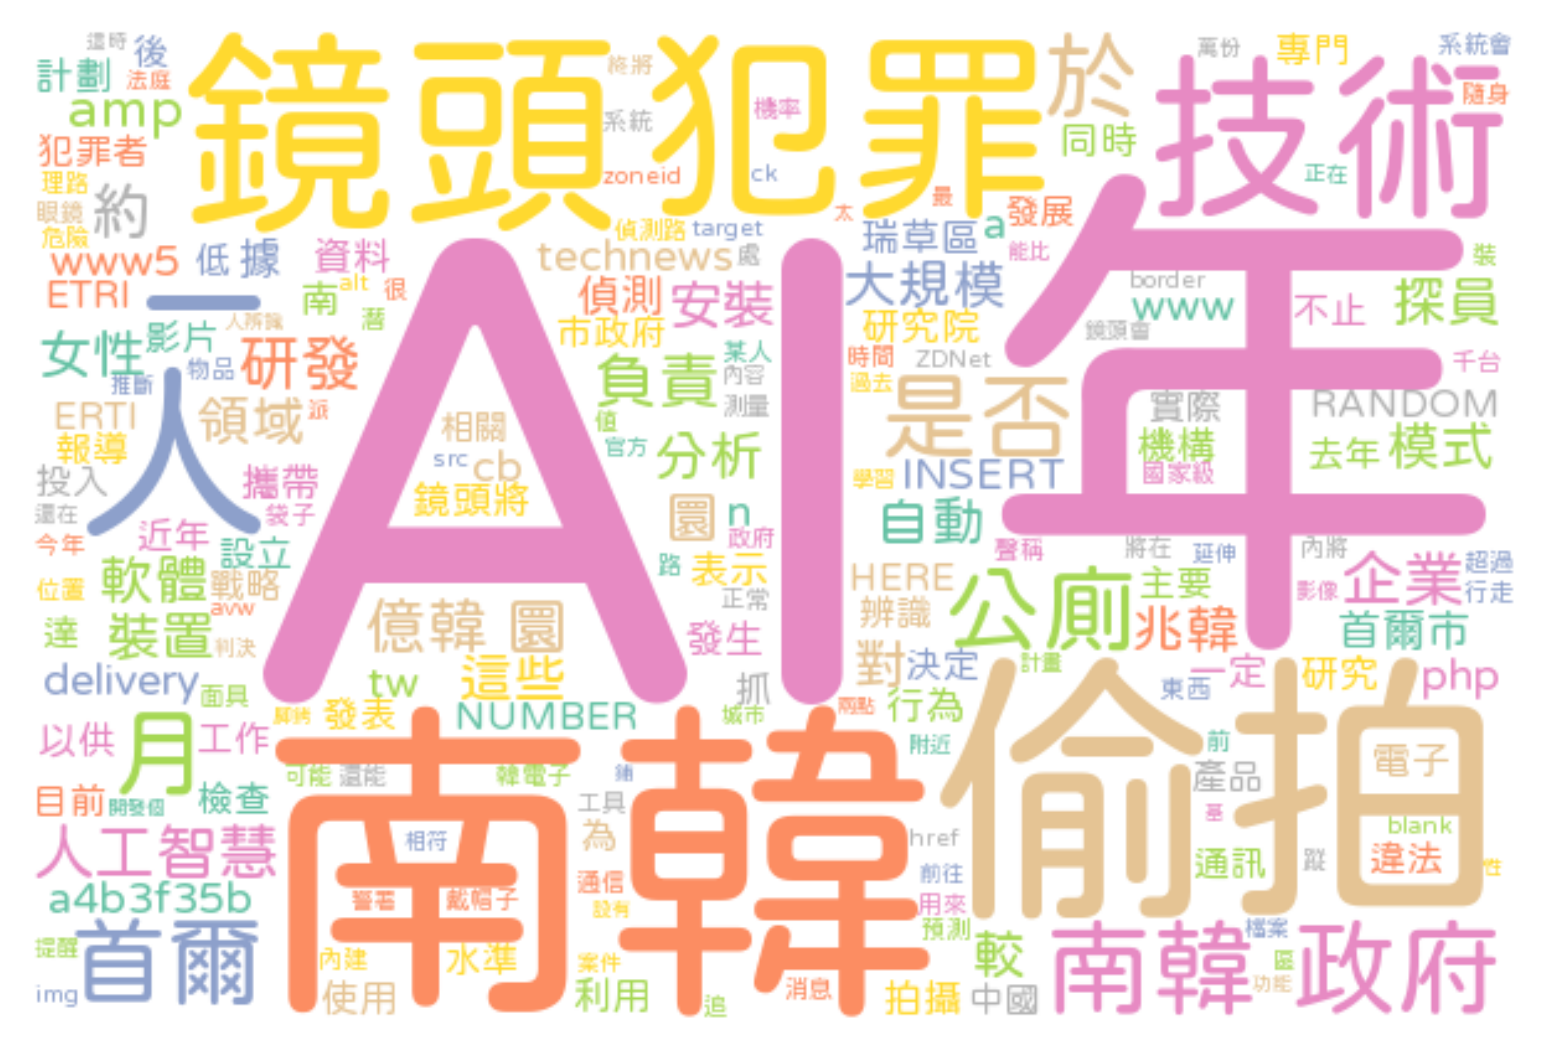 這時 後 鏡頭犯罪 終將 於 萬份 專門 系統會
計劃 法庭 系統 機率 同時 技術 隨身
amp
犯罪者 zoneid ck 正在
理路 約 太 最
眼鏡 偵測路 target 瑞草區 a 發展
危險 低 據 資料 technews 處 能比 年 裝
www5 AI
ETRI 一 南 alt 很 偵測 安裝 大規模 border www 不止 探員
人辨識 潛 市政府 研究院 鏡頭會
女性 影片 研發 某人 時間 ZDNet 千台
推斷 物品 負責 內容 過去
ERTI 人 領域 派 測量 是否 實際 RANDOM
報導 相關 值 官方 機構 去年 模式
投入 攜帶 src cb 分析 學習 INSERT 國家級
還在 袋子 鏡頭將 圜 n 自動
今年 近年 設立 政府 聲稱 將在 延伸 內將
位置 軟體 戰略 路 表示 HERE 公廁 主要 影像 企業 超過
avw 正常 辨識 行走
達 裝置 判決 億韓 圜 發生 兆韓 首爾市
delivery 面具 tw 這些 抓 對 決定 計畫 一定 研究 php
東西
腳銬 發表 NUMBER 城市 兩點 行為 偷拍
以供 月 工作 南韓 附近 前
可能 還能 韓電子 鋪 產品 電子
目前 開發個 檢查 工具
人工智慧 相符 為 href 基 blank
通信 前往 通訊 蹤 違法 性
a4b3f35b 警署 戴帽子 設有 用來
提醒 首爾 預測 檔案
內建 水準 案件 較 南韓政府 區
img 使用 利用 追 消息 拍攝 中國 功能